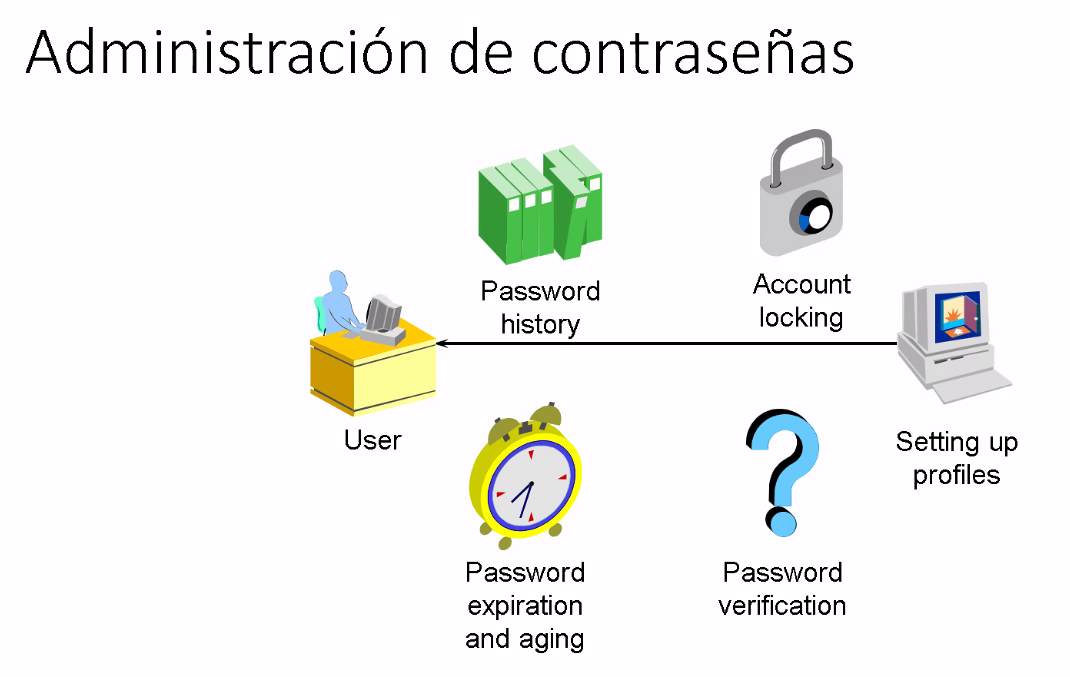 Administración de contraseñas
Password
history
Account
locking
User
Setting up
profiles
Password
expiration
and aging
Password
verification